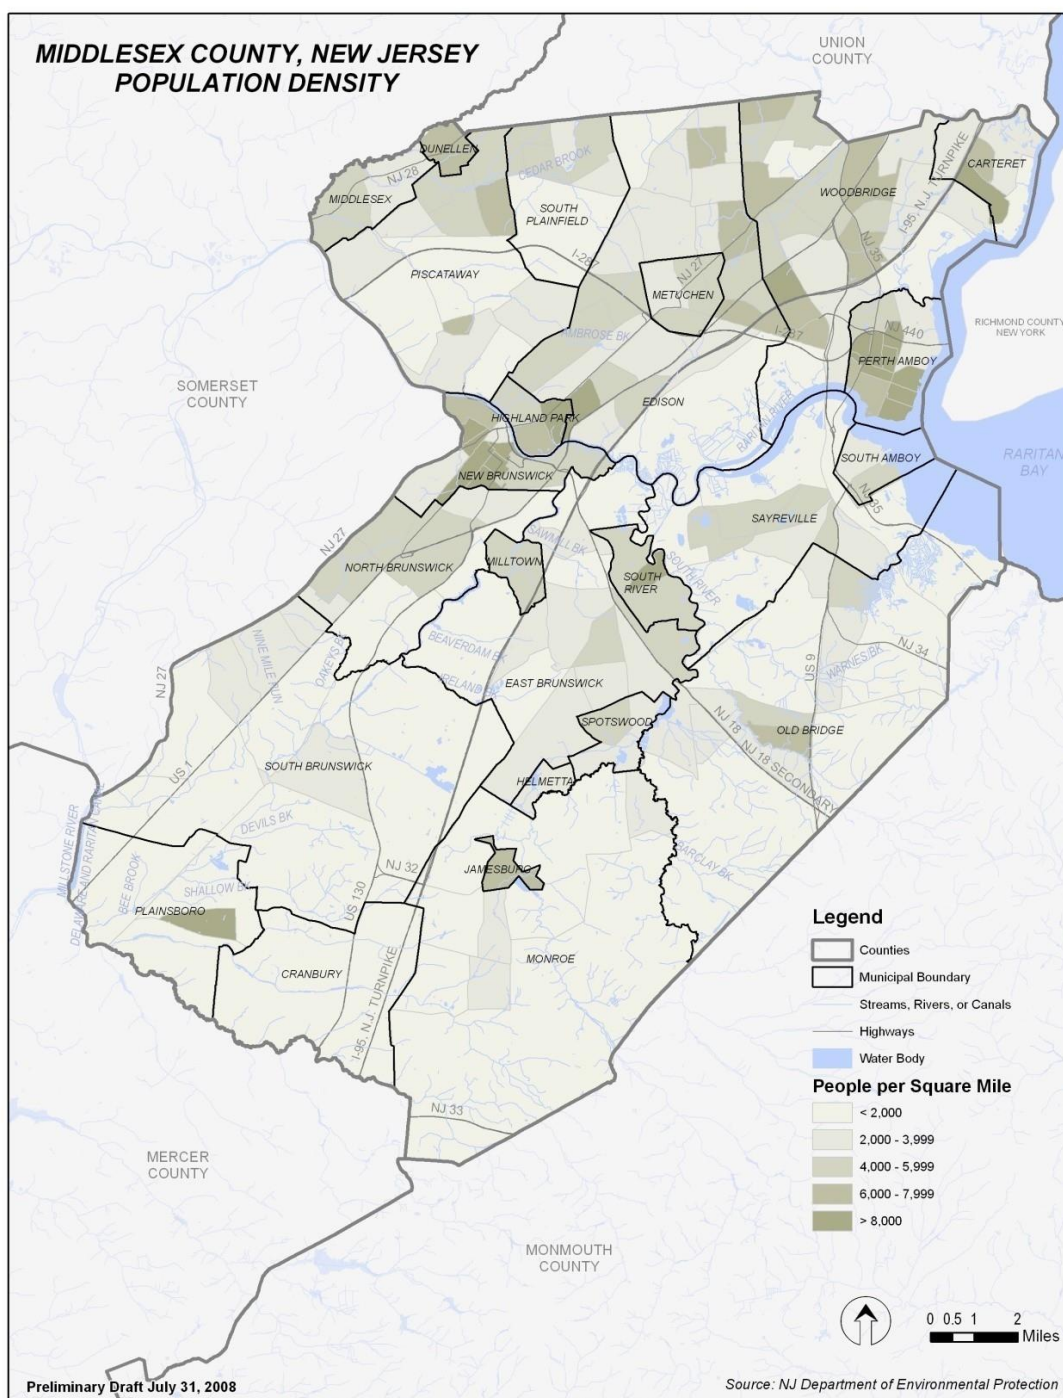 MIDDLESEX COUNTY, NEW JERSEY
POPULATION DENSITY
UNION
COUNTY
DUNELLEN
NJ 28
CEDAR BROOK
MIDDLESEX
SOUTH
PLAINFIELD
WOODBRIDGE
I-95, N.J. TURNPIKE
CARTERET
PISCATAWAY
I-287
NJ 27
METUCHEN
NJ 35
RICHMOND COUNTY
NEW YORK
AMBROSE BK
I-287
NJ 440
PERTH AMBOY
SOMERSET
COUNTY
EDISON
HIGHLAND PARK
RARITAN RIVER
NEW BRUNSWICK
SOUTH AMBOY
RARITAN
BAY
NJ 35
SAYREVILLE
NJ 27
SAWMILL BK
NORTH BRUNSWICK
MILLTOWN
SOUTH
RIVER
SOUTH RIVER
NINE MILE RUN
OAKEYS BK
BEAVERDAM BK
NJ 34
US 9
WARNES BK
NJ 27
IRELAND
EAST BRUNSWICK
SPOTSWOOD
NJ 18
OLD BRIDGE
NJ 18 SECONDARY
US 1
SOUTH BRUNSWICK
HELMETTA
MILLSTONE RIVER
DELAWARE AND RARITAN CANAL
DEVILS BK
BEE BROOK
SHALLOW BK
NJ 32
JAMESBURG
BARCLAY BK
US 130
PLAINSBORO
CRANBURY
MONROE
I-95, N.J. TURNPIKE
NJ 33
MERCER
COUNTY
MONMOUTH
COUNTY
Legend
Counties
Municipal Boundary
Streams, Rivers, or Canals
Highways
Water Body
People per Square Mile
< 2,000
2,000 - 3,999
4,000 - 5,999
6,000 - 7,999
> 8,000
0 0.5 1 2
Miles
Preliminary Draft July 31, 2008
Source: NJ Department of Environmental Protection